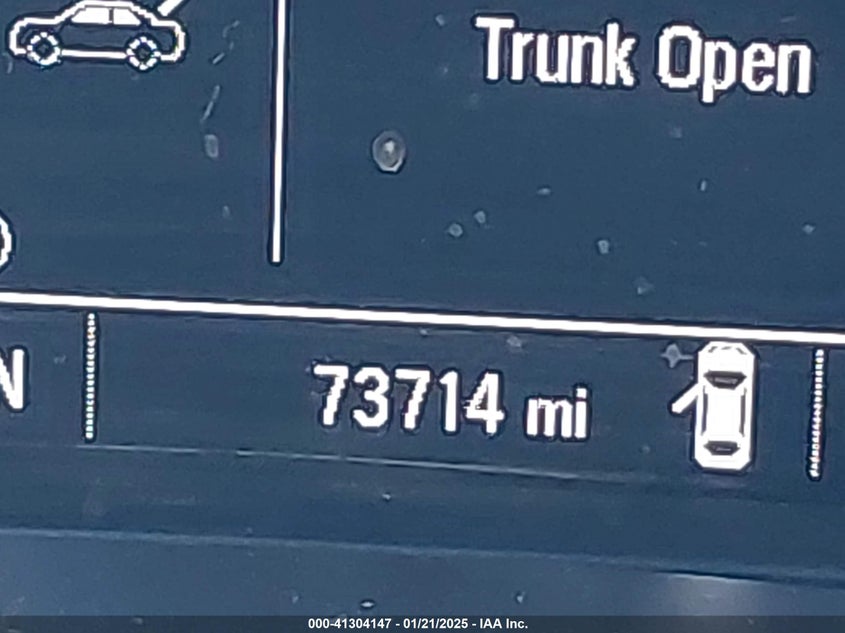 Trunk Open
N
73714 mi
000-41304147 - 01/21/2025 - IAA Inc.